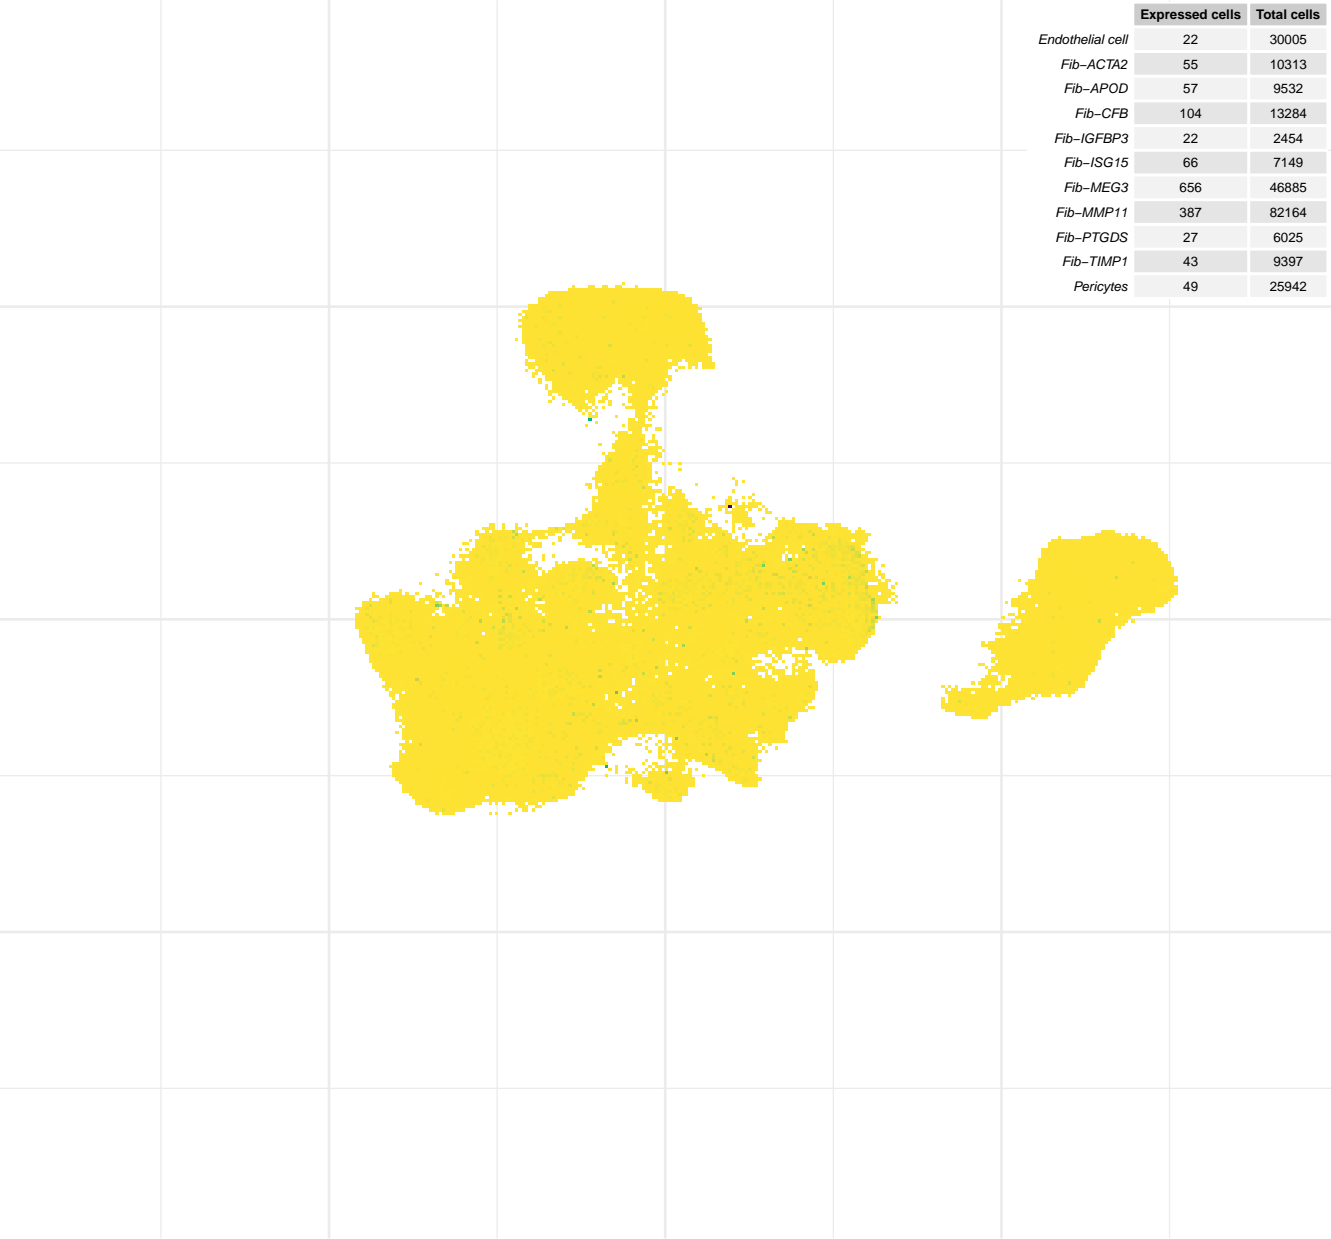 Expressed cells Total cells
Endothelial cell 22 30005
Fib−ACTA2 55 10313
Fib−APOD 57 9532
Fib−CFB 104 13284
Fib−IGFBP3 22 2454
Fib−ISG15 66 7149
Fib−MEG3 656 46885
Fib−MMP11 387 82164
Fib−PTGDS 27 6025
Fib−TIMP1 43 9397
Pericytes 49 25942